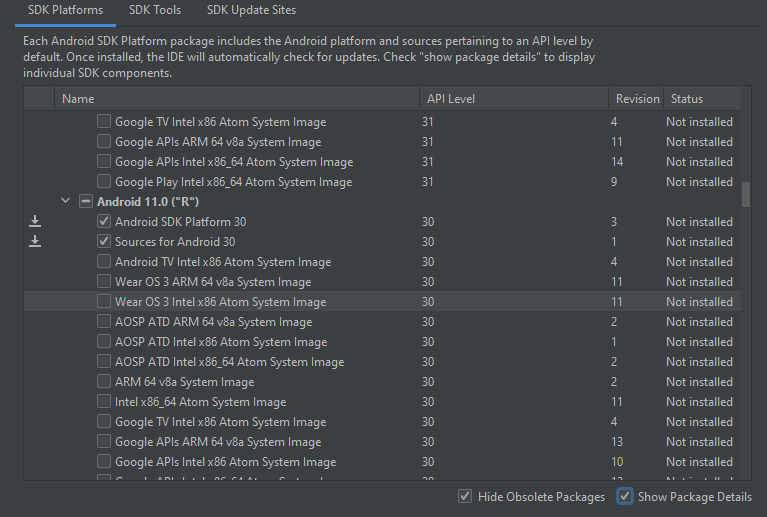 SDK Platforms SDK Tools SDK Update Sites
Each Android SDK Platform package includes the Android platform and sources pertaining to an API level by
default. Once installed, the IDE will automatically check for updates. Check "show package details" to display
individual SDK components.
Name API Level Revision Status
Google TV Intel x86 Atom System Image 31 4 Not installed
Google APIs ARM 64 v8a System Image 31 11 Not installed
Google APIs Intel x86_64 Atom System Image 31 14 Not installed
Google Play Intel x86_64 Atom System Image 31 9 Not installed
Android 11.0 ("R")
Android SDK Platform 30 30 3 Not installed
Sources for Android 30 30 1 Not installed
Android TV Intel x86 Atom System Image 30 4 Not installed
Wear OS 3 ARM 64 v8a System Image 30 11 Not installed
Wear OS 3 Intel x86 Atom System Image 30 11 Not installed
AOSP ATD ARM 64 v8a System Image 30 2 Not installed
AOSP ATD Intel x86 Atom System Image 30 1 Not installed
AOSP ATD Intel x86_64 Atom System Image 30 2 Not installed
ARM 64 v8a System Image 30 2 Not installed
Intel x86_64 Atom System Image 30 11 Not installed
Google TV Intel x86 Atom System Image 30 4 Not installed
Google APIs ARM 64 v8a System Image 30 13 Not installed
Google APIs Intel x86 Atom System Image 30 10 Not installed
Hide Obsolete Packages Show Package Details